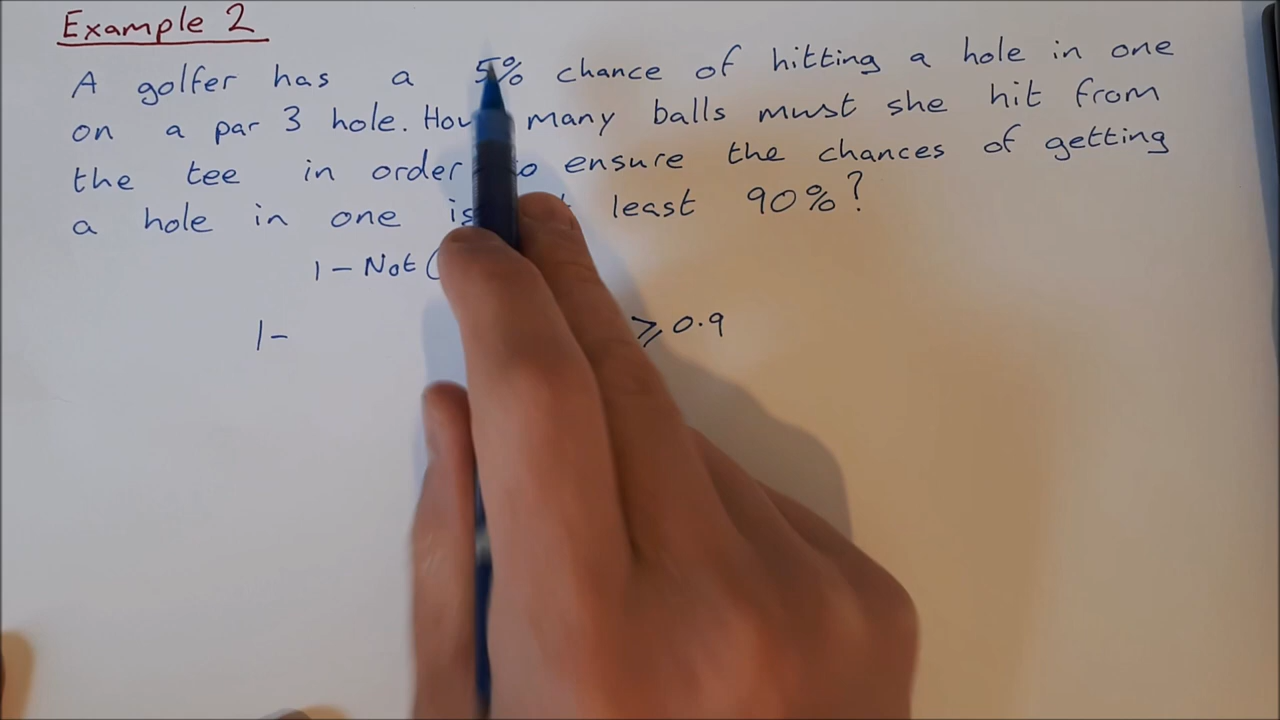 Example 2
A golfer has a 5% chance of hitting a hole in one
on a par 3 hole. How many balls must she hit from
the tee in order to ensure the chances of getting
a hole in one is least 90%?
1 - Not (
1 - ⩾ 0.9